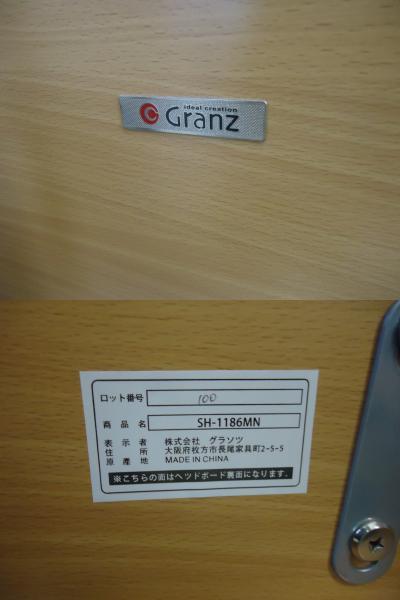 ideal creation
Granz
ロット番号 100
商品名 SH-1186MN
表示者 株式会社 グラソツ
住所 大阪府枚方市長尾家具町2-5-5
原産地 MADE IN CHINA
※こちらの面はヘッドボード裏面になります。